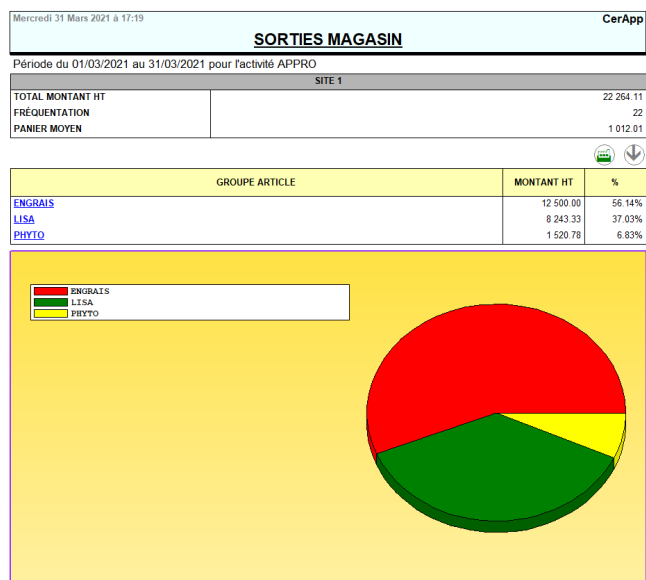 Mercredi 31 Mars 2021 à 17:19 CerApp
SORTIES MAGASIN
Période du 01/03/2021 au 31/03/2021 pour l'activité APPRO
SITE 1
TOTAL MONTANT HT 22 264.11
FRÉQUENTATION 22
PANIER MOYEN 1 012.01
GROUPE ARTICLE MONTANT HT %
ENGRAIS 12 500.00 56.14%
LISA 8 243.33 37.03%
PHYTO 1 520.78 6.83%
ENGRAIS
LISA
PHYTO